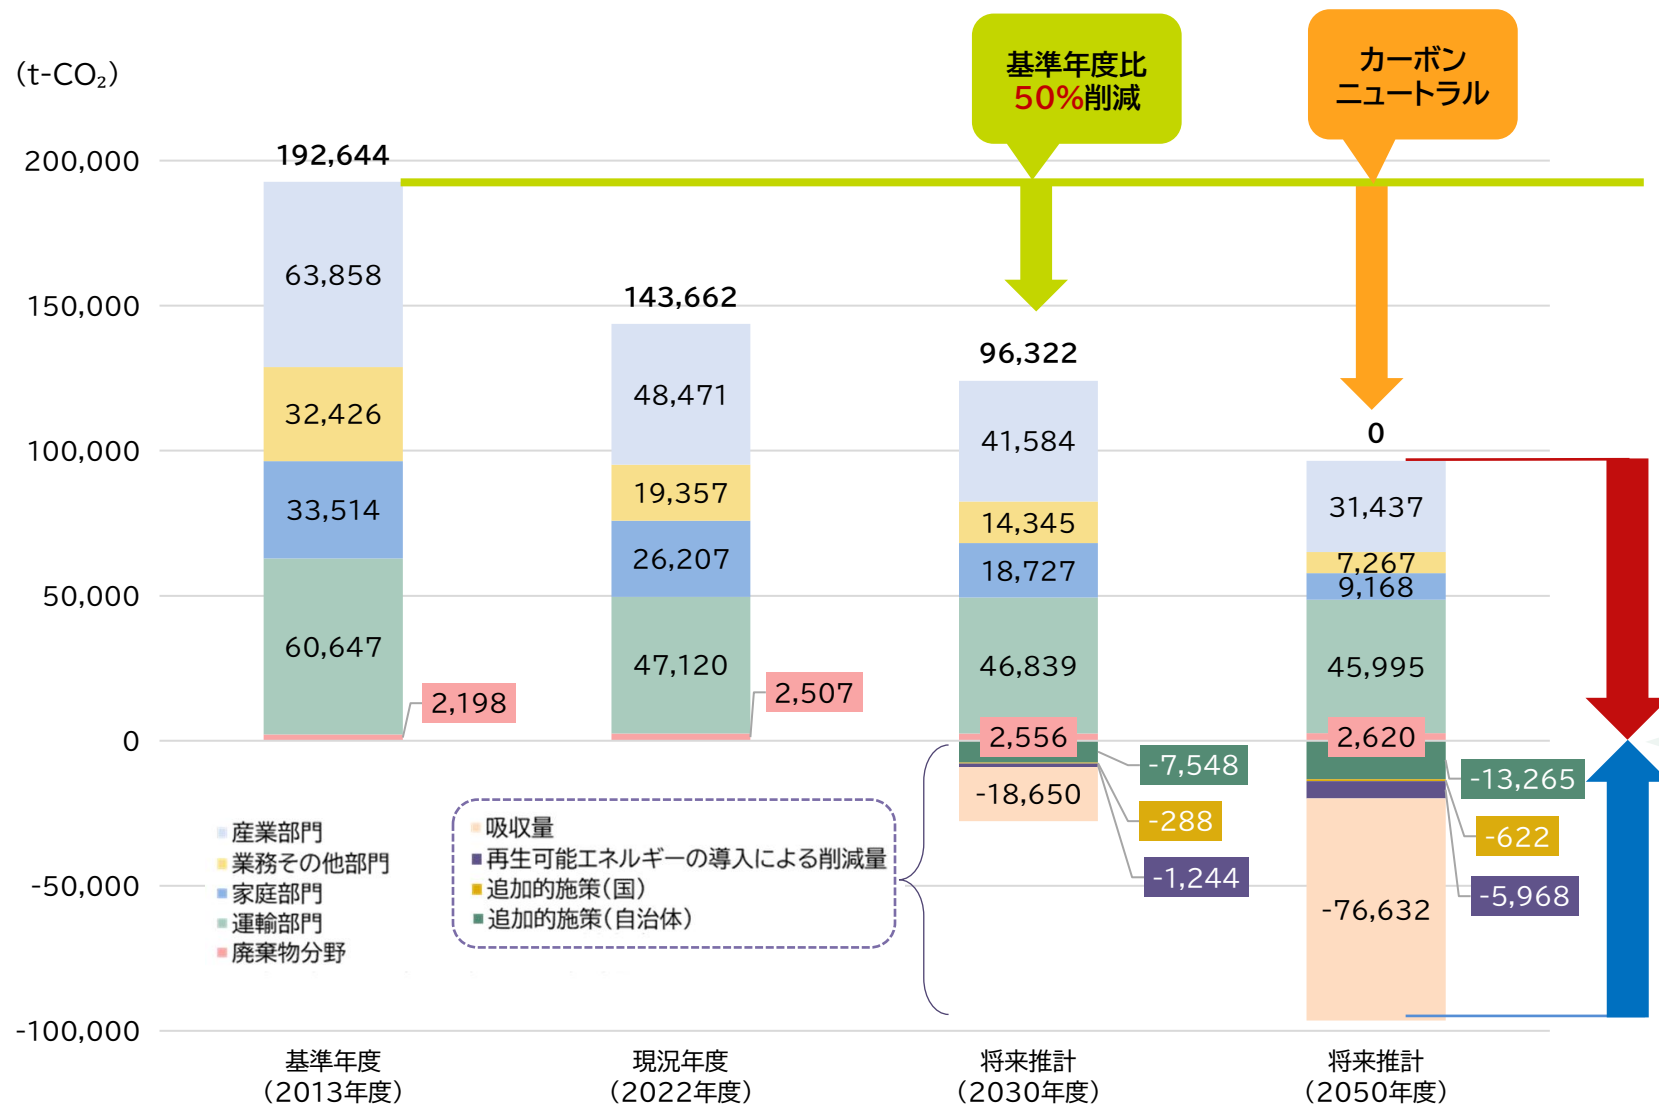 (t-CO₂)
基準年度比
50%削減
カーボン
ニュートラル
200,000
150,000
100,000
50,000
0
-50,000
-100,000
192,644
63,858
32,426
33,514
60,647
2,198
143,662
48,471
19,357
26,207
47,120
2,507
96,322
41,584
14,345
18,727
46,839
2,556
-7,548
-288
-1,244
-18,650
0
31,437
7,267
9,168
45,995
2,620
-13,265
-622
-5,968
-76,632
産業部門
業務その他部門
家庭部門
運輸部門
廃棄物分野
吸収量
再生可能エネルギーの導入による削減量
追加的施策(国)
追加的施策(自治体)
基準年度
(2013年度)
現況年度
(2022年度)
将来推計
(2030年度)
将来推計
(2050年度)